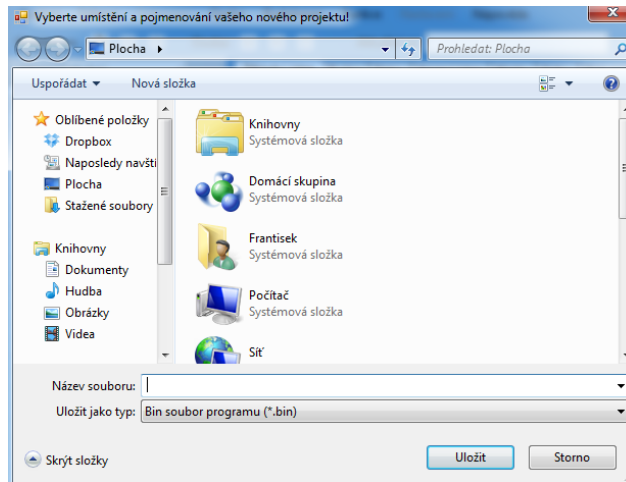 Vyberte umístění a pojmenování vašeho nového projektu!
Plocha
Prohledat: Plocha
Uspořádat
Nová složka
Oblíbené položky
Dropbox
Naposledy navští
Plocha
Stažené soubory
Knihovny
Dokumenty
Hudba
Obrázky
Videa
Knihovny
Systémová složka
Domácí skupina
Systémová složka
Frantisek
Systémová složka
Počítač
Systémová složka
Síť
Název souboru:
Uložit jako typ: Bin soubor programu (*.bin)
Skrýt složky
Uložit
Storno